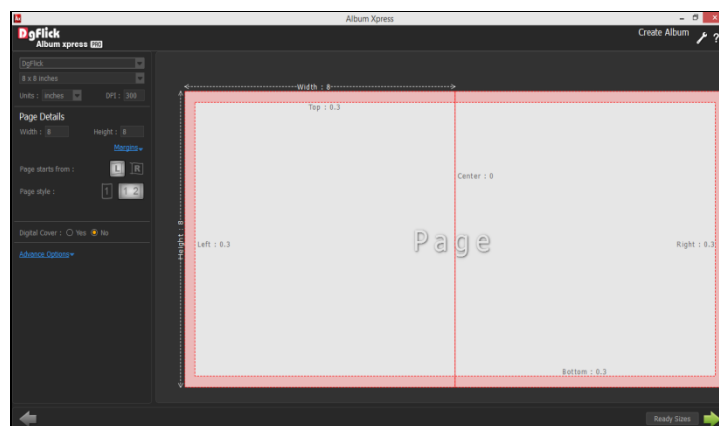 Album Xpress
DgFlick
Album xpress PRO
Create Album
?
DgFlick
8 x 8 inches
Units : inches DPI : 300
Page Details
Width : 8 Height : 8
Margins
Page starts from : L R
Page style : 1 1 2
Digital Cover : Yes No
Advance Options
Width : 8
Top : 0.3
Center : 0
Height : 8
Left : 0.3
Page
Right : 0.3
Bottom : 0.3
Ready Sizes